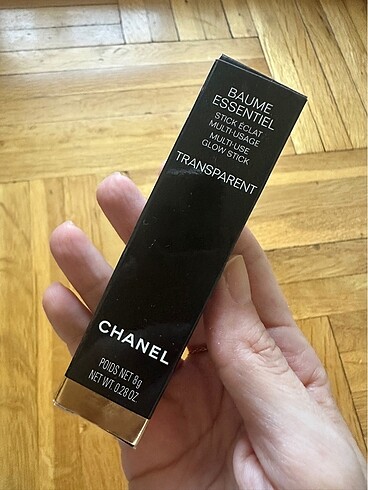 BAUME
ESSENTIEL
STICK ÉCLAT
MULTI-USAGE
MULTI-USE
GLOW STICK
TRANSPARENT
CHANEL
POIDS NET 8g
NET WT. 0.28 OZ.